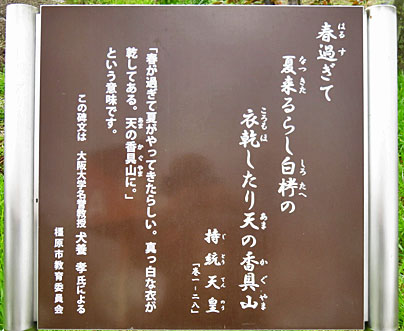 春過ぎて
夏来るらし白栲の
衣乾したり天の香具山
持統天皇
「巻一-二八」
「春が過ぎて夏がやってきたらしい。真っ白な衣が
乾してある。天の香具山に。」
という意味です。
この碑文は 大阪大学名誉教授 犬養 孝氏による
橿原市教育委員会